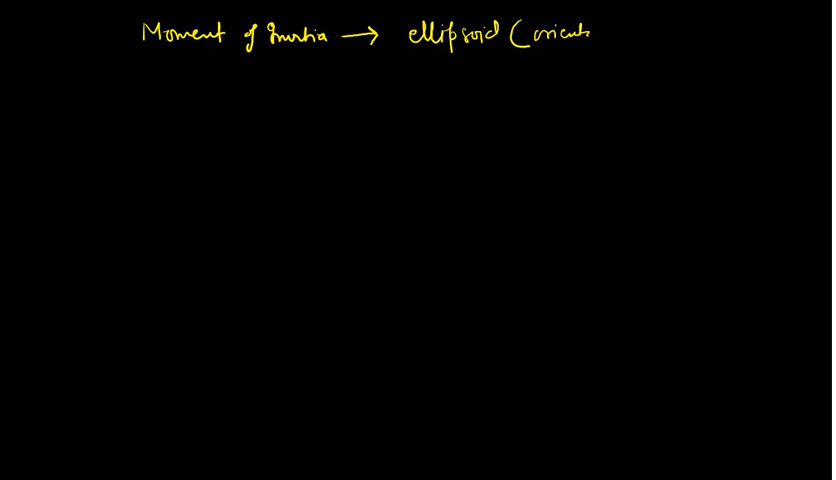 Moment of Inertia → ellipsoid (